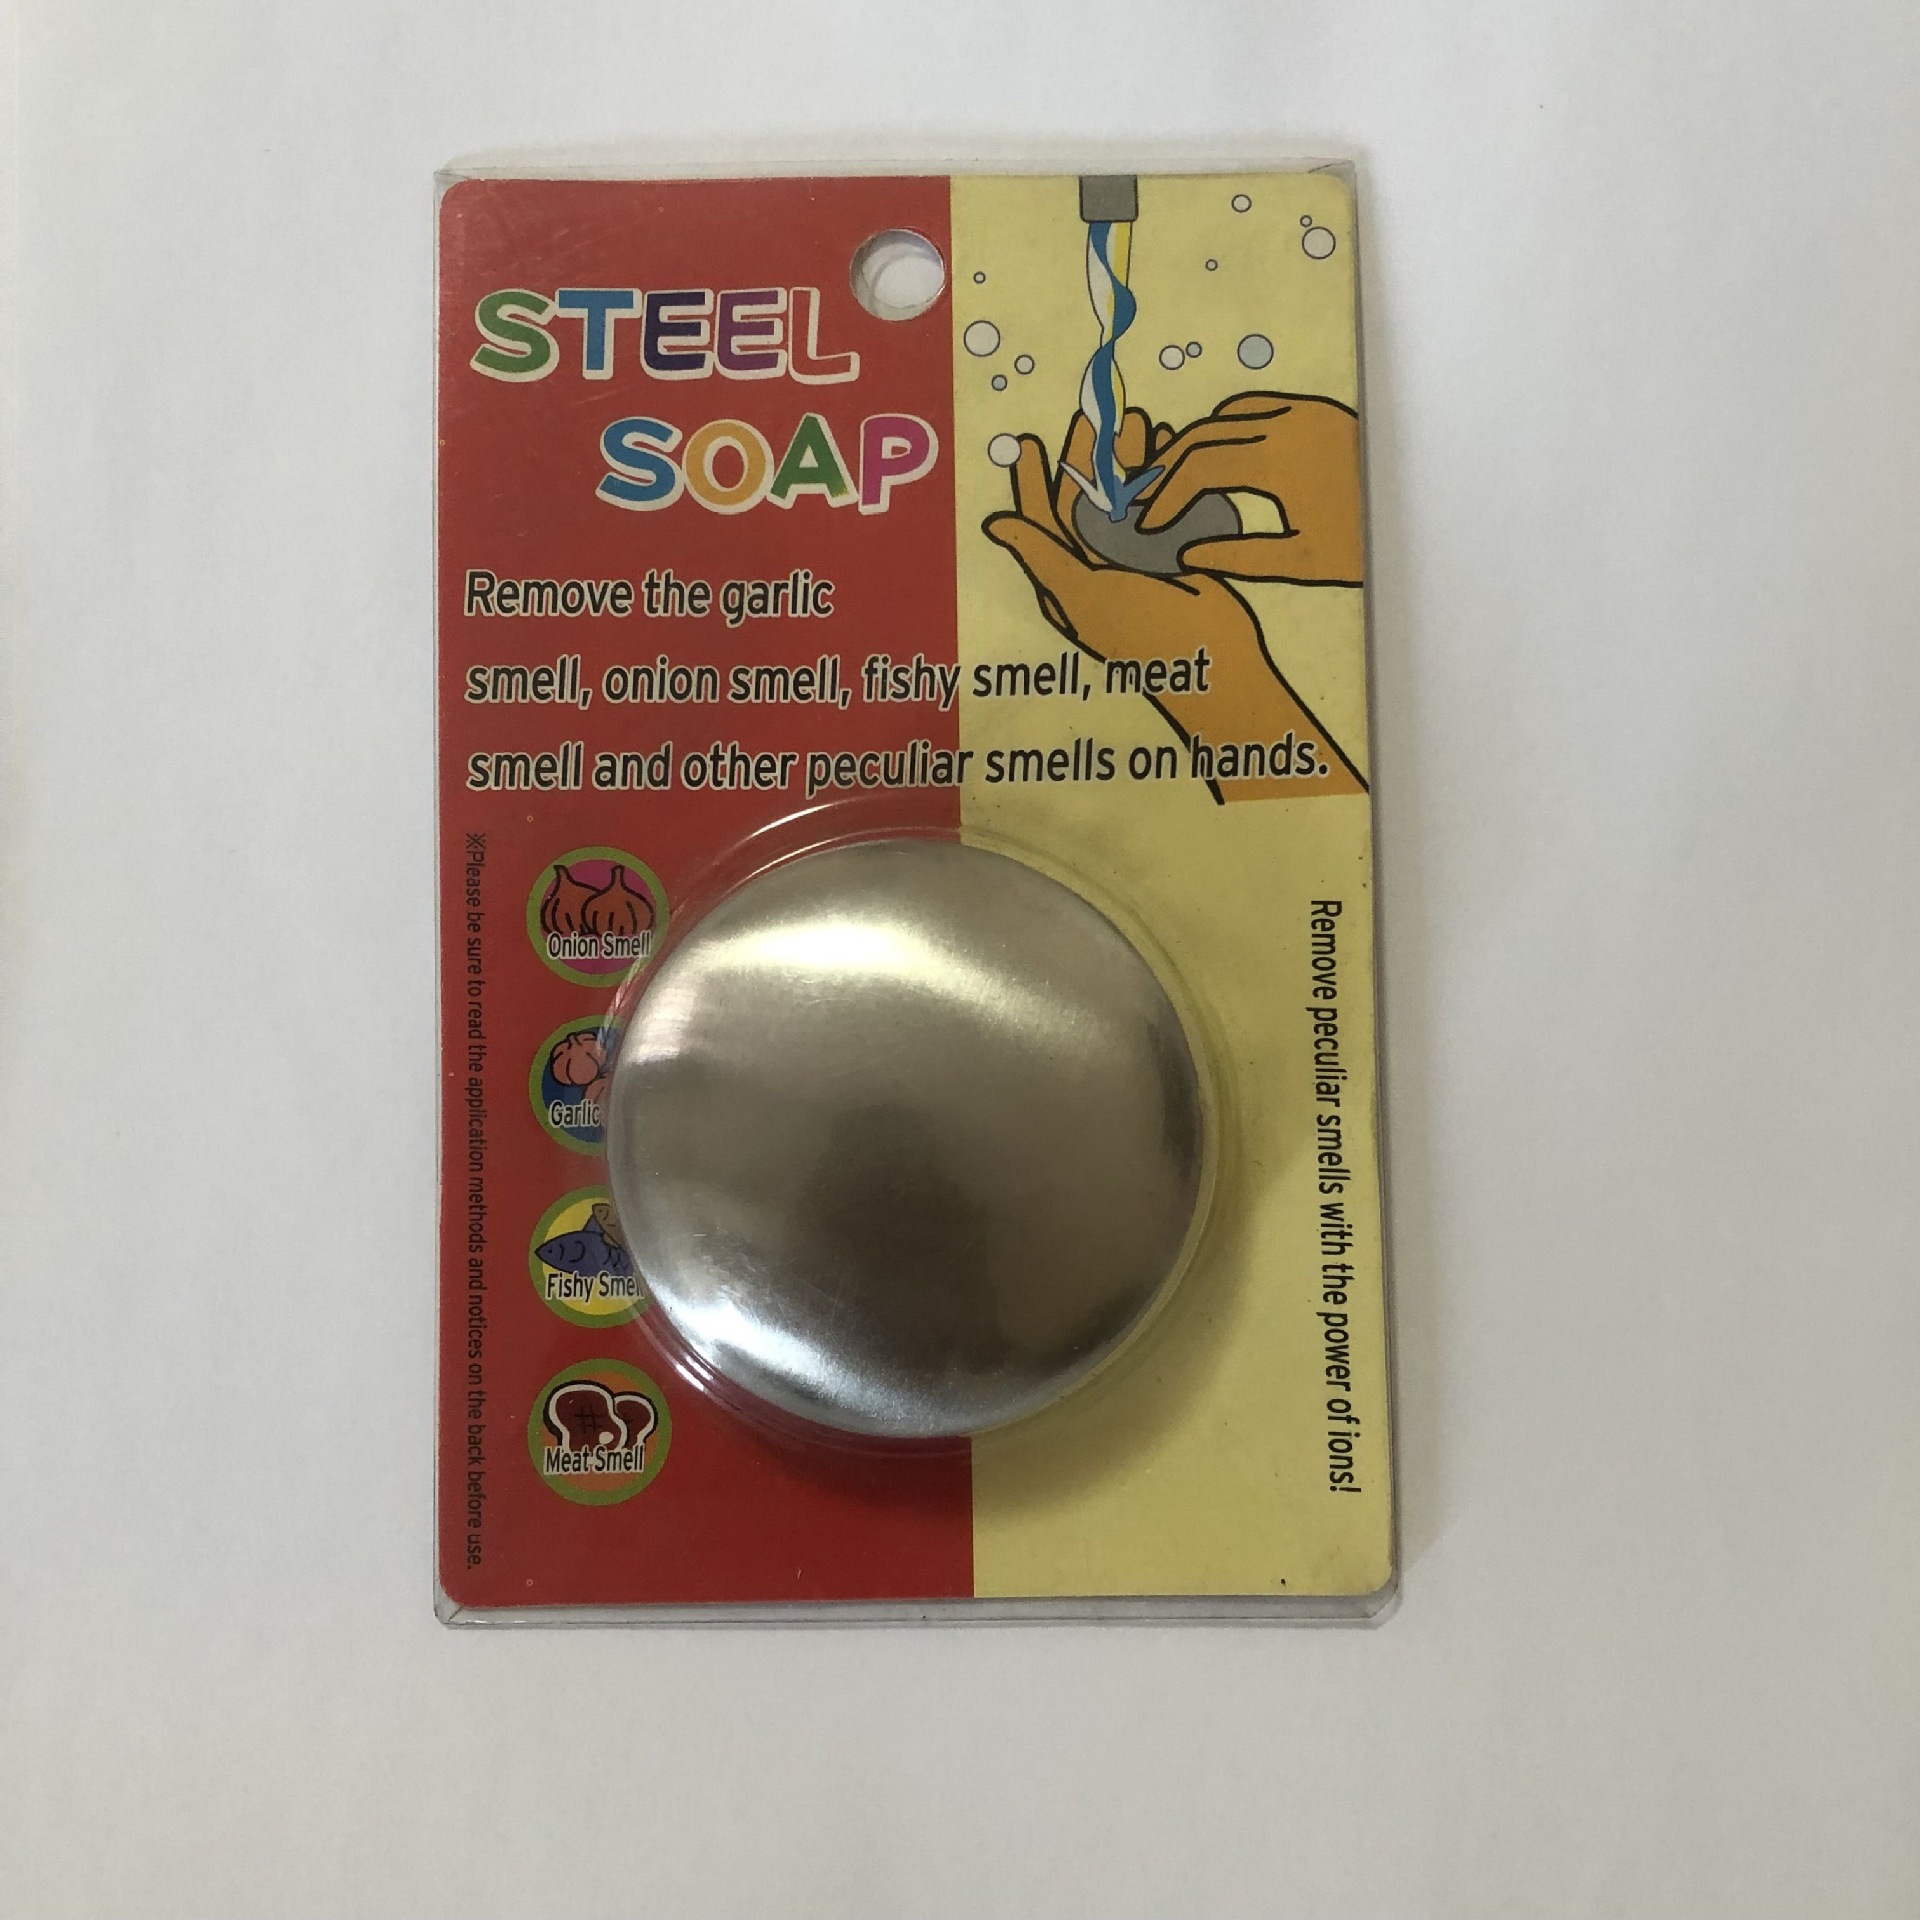 STEEL
SOAP
Remove the garlic
smell, onion smell, fishy smell, meat
smell and other peculiar smells on hands.
※Please be sure to read the application methods and notices on the back before use.
Onion Smell
Garlic
Fishy Smel
Meat Smell
Remove peculiar smells with the power of ions!